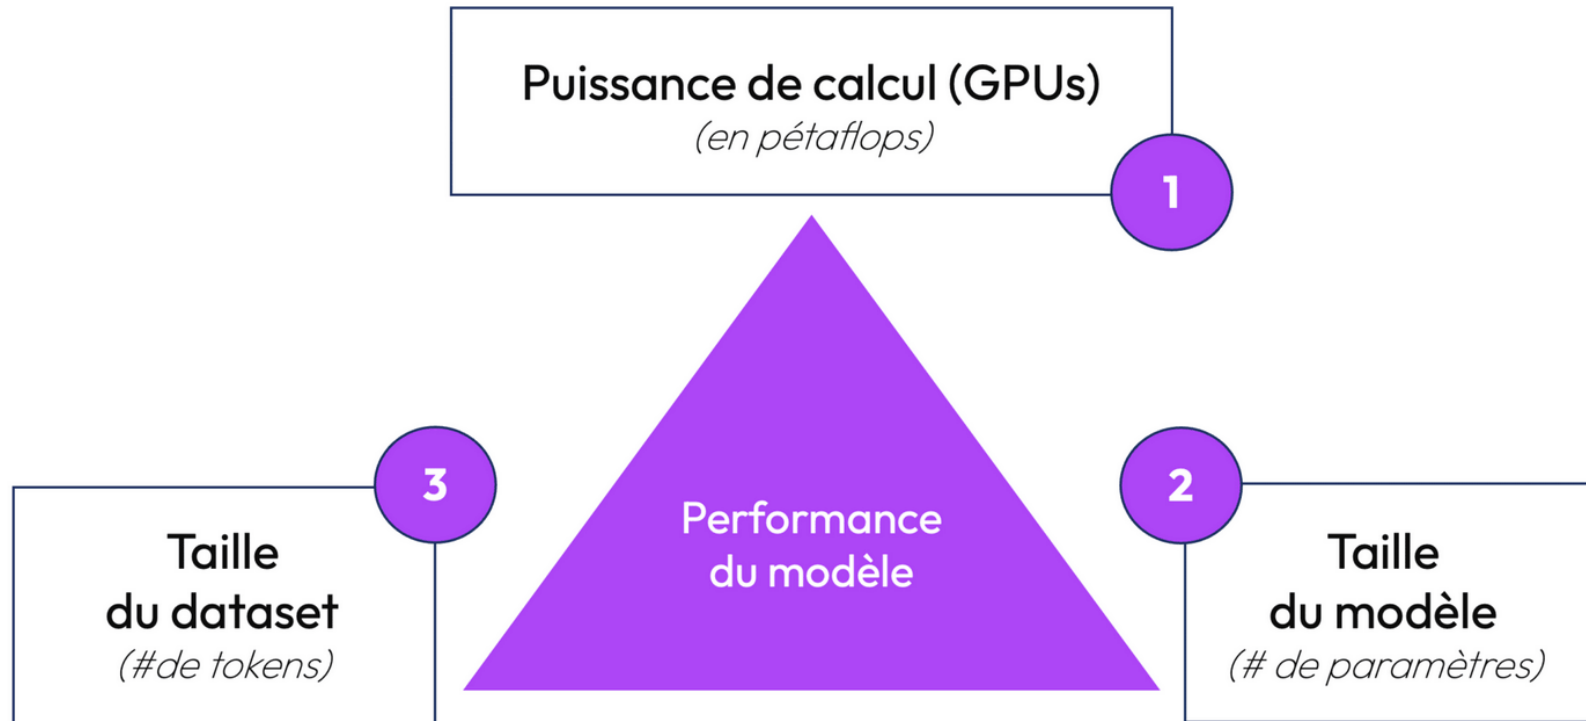 Puissance de calcul (GPUs)
(en pétaflops)
1
3
Taille
du dataset
(#de tokens)
Performance
du modèle
2
Taille
du modèle
(# de paramètres)